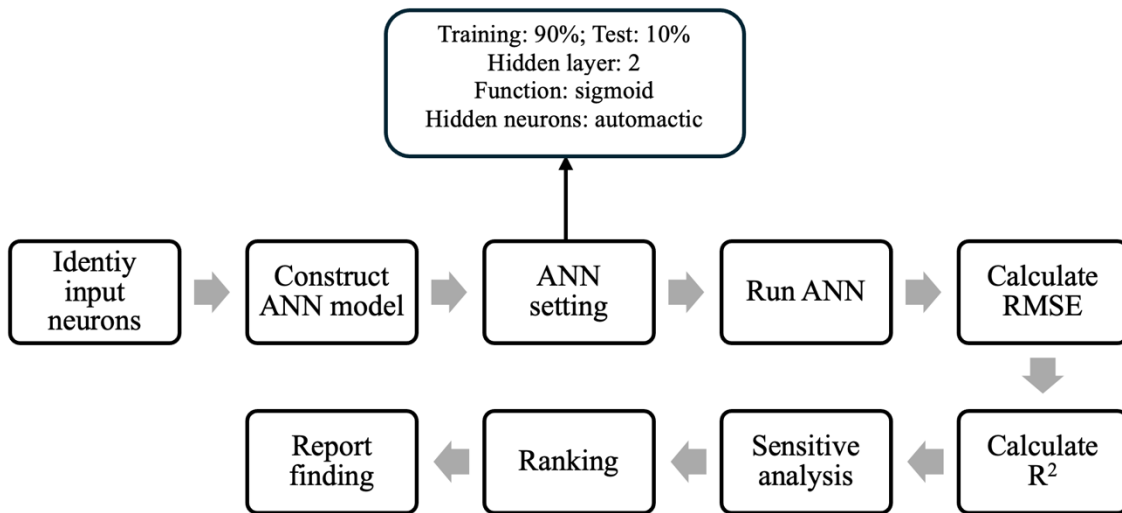 Training: 90%; Test: 10%
Hidden layer: 2
Function: sigmoid
Hidden neurons: automactic
Identiy
input
neurons
Construct
ANN model
ANN
setting
Run ANN
Calculate
RMSE
Calculate
R²
Sensitive
analysis
Ranking
Report
finding